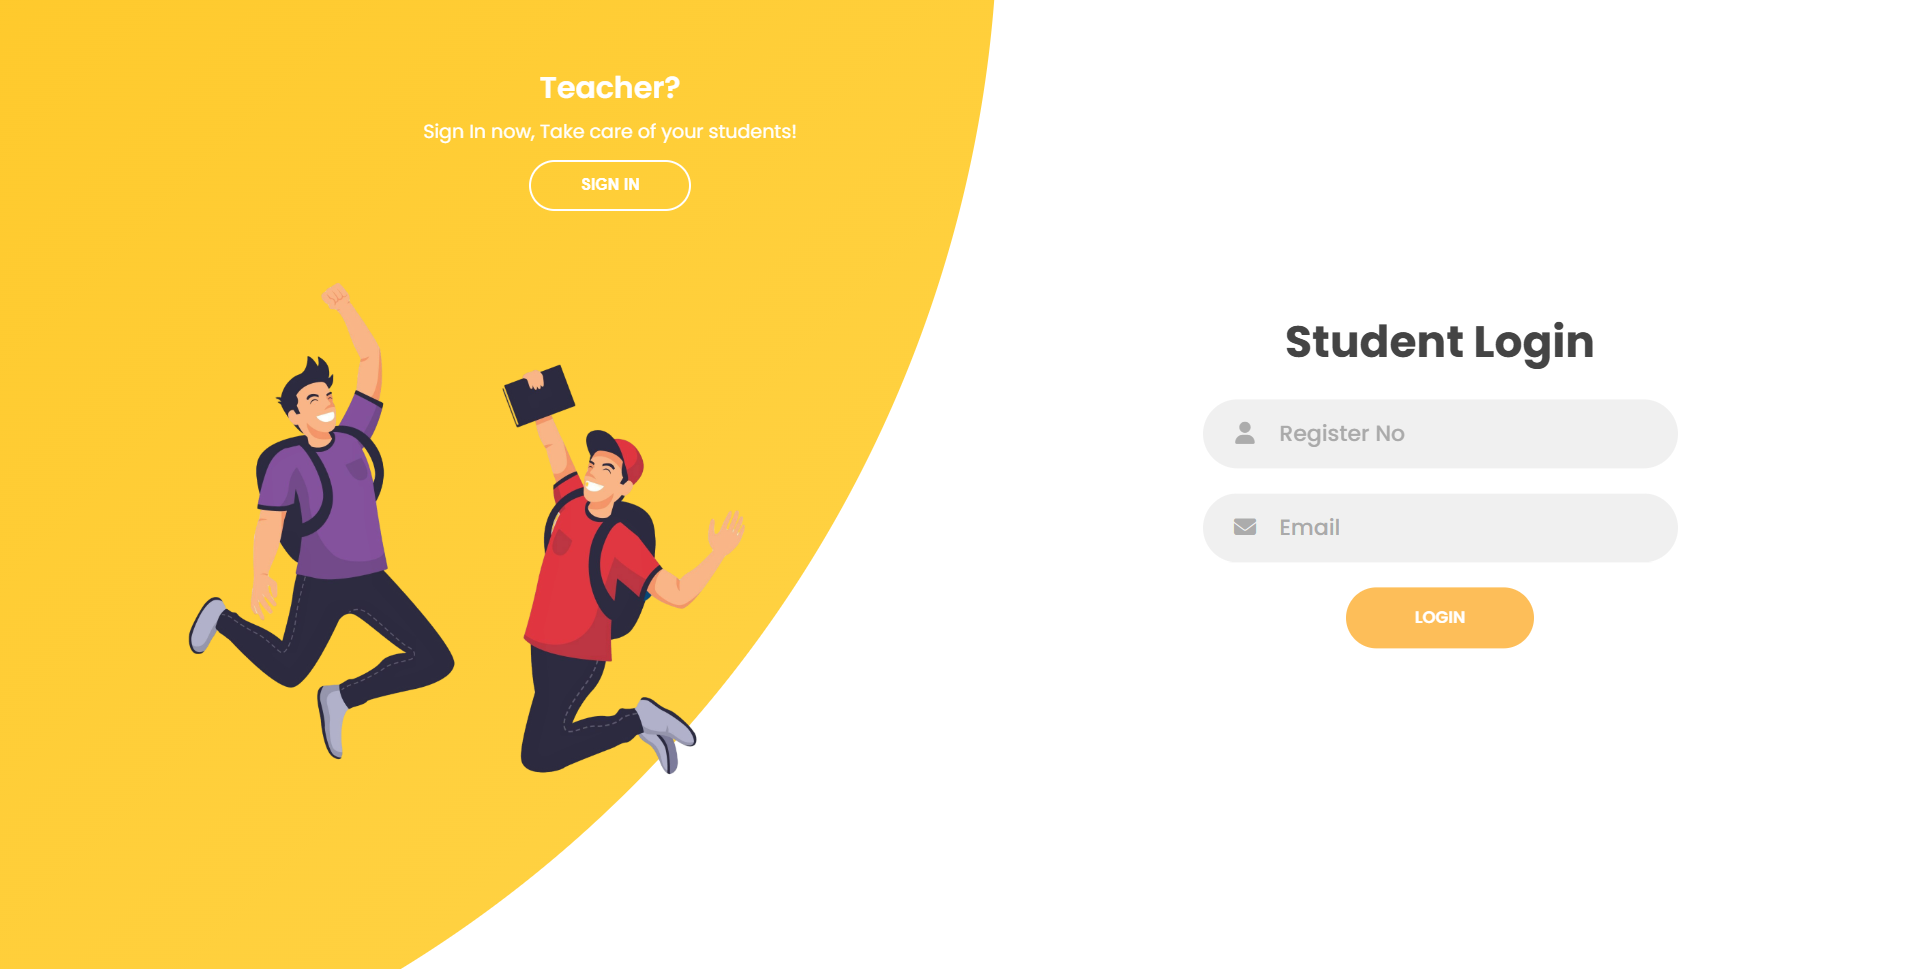 Teacher?
Sign In now, Take care of your students!
SIGN IN
Student Login
Register No
Email
LOGIN